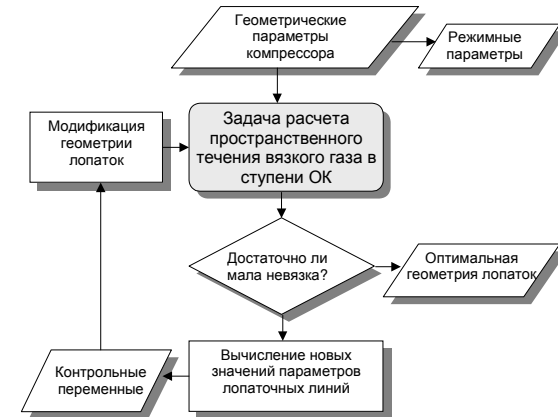 Геометрические
параметры
компрессора
Режимные
параметры
Модификация
геометрии
лопаток
Задача расчета
пространственного
течения вязкого газа в
ступени ОК
Достаточно ли
мала невязка?
Оптимальная
геометрия лопаток
Контрольные
переменные
Вычисление новых
значений параметров
лопаточных линий